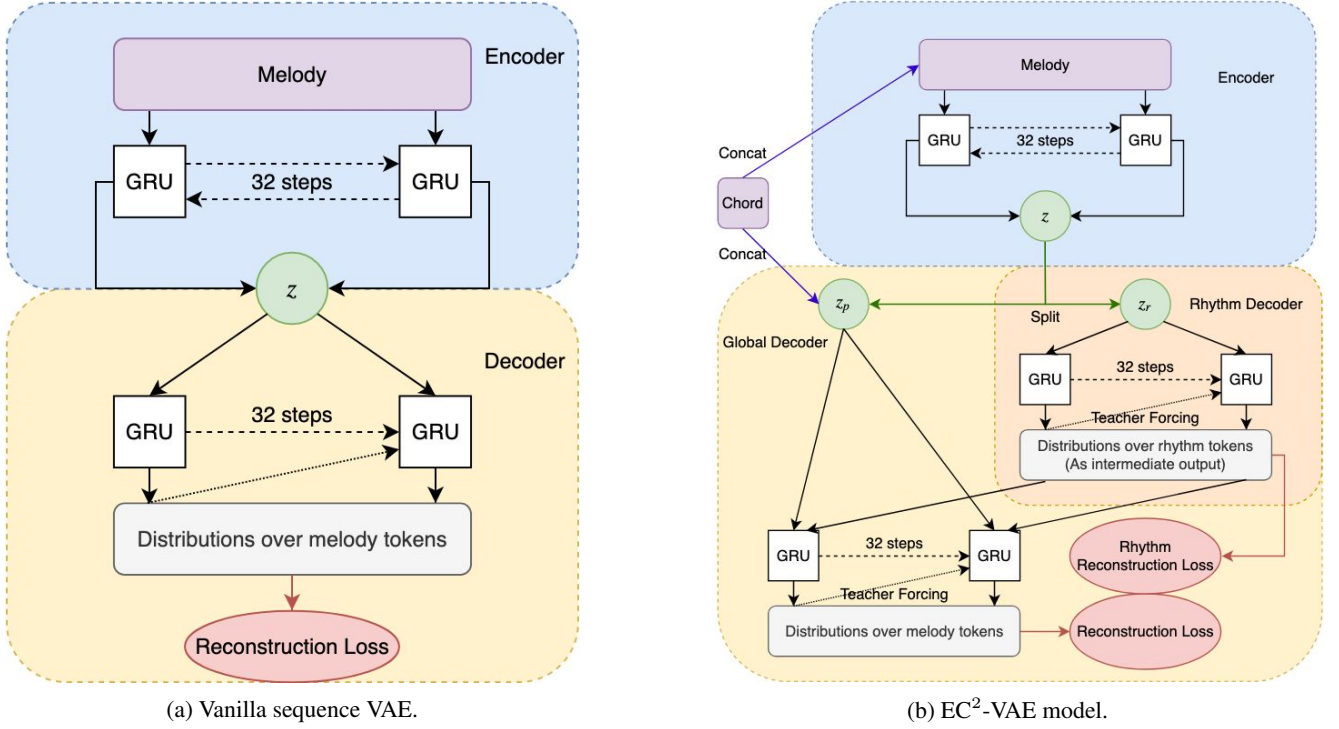 Encoder
Melody
GRU
32 steps
GRU
z
Decoder
GRU
32 steps
GRU
Distributions over melody tokens
Reconstruction Loss
(a) Vanilla sequence VAE.
Melody
Encoder
GRU
32 steps
GRU
Concat
Chord
Concat
z
z_p
Split
z_r
Rhythm Decoder
Global Decoder
GRU
32 steps
GRU
Teacher Forcing
Distributions over rhythm tokens
(As intermediate output)
GRU
32 steps
GRU
Teacher Forcing
Rhythm
Reconstruction Loss
Distributions over melody tokens
Reconstruction Loss
(b) EC²-VAE model.